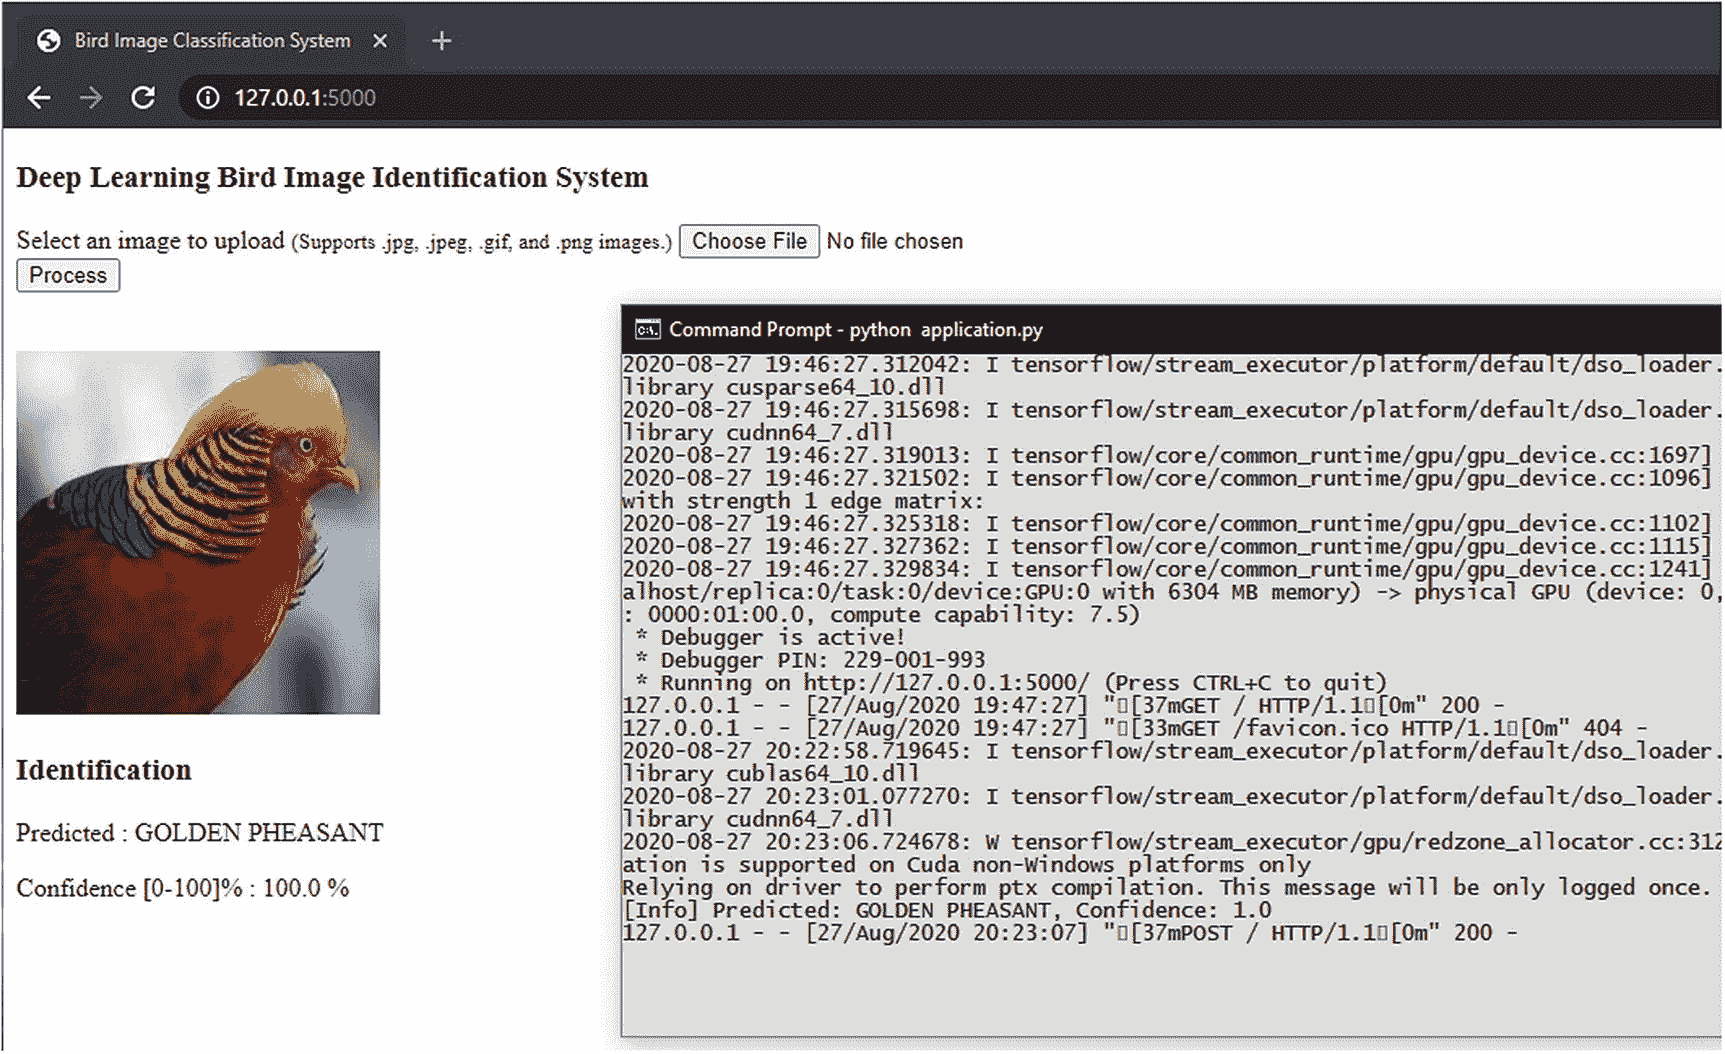 Bird Image Classification System
127.0.0.1:5000
Deep Learning Bird Image Identification System
Select an image to upload (Supports .jpg, .jpeg, .gif, and .png images.) Choose File No file chosen
Process
Identification
Predicted : GOLDEN PHEASANT
Confidence [0-100]% : 100.0 %
Command Prompt - python application.py
2020-08-27 19:46:27.312042: I tensorflow/stream_executor/platform/default/dso_loader.
library cusparse64_10.dll
2020-08-27 19:46:27.315698: I tensorflow/stream_executor/platform/default/dso_loader.
library cudnn64_7.dll
2020-08-27 19:46:27.319013: I tensorflow/core/common_runtime/gpu/gpu_device.cc:1697]
2020-08-27 19:46:27.321502: I tensorflow/core/common_runtime/gpu/gpu_device.cc:1096]
with strength 1 edge matrix:
2020-08-27 19:46:27.325318: I tensorflow/core/common_runtime/gpu/gpu_device.cc:1102]
2020-08-27 19:46:27.327362: I tensorflow/core/common_runtime/gpu/gpu_device.cc:1115]
2020-08-27 19:46:27.329834: I tensorflow/core/common_runtime/gpu/gpu_device.cc:1241]
alhost/replica:0/task:0/device:GPU:0 with 6304 MB memory) -> physical GPU (device: 0,
: 0000:01:00.0, compute capability: 7.5)
* Debugger is active!
* Debugger PIN: 229-001-993
* Running on http://127.0.0.1:5000/ (Press CTRL+C to quit)
127.0.0.1 - - [27/Aug/2020 19:47:27] "▯[37mGET / HTTP/1.1▯[0m" 200 -
127.0.0.1 - - [27/Aug/2020 19:47:27] "▯[33mGET /favicon.ico HTTP/1.1▯[0m" 404 -
2020-08-27 20:22:58.719645: I tensorflow/stream_executor/platform/default/dso_loader.
library cublas64_10.dll
2020-08-27 20:23:01.077270: I tensorflow/stream_executor/platform/default/dso_loader.
library cudnn64_7.dll
2020-08-27 20:23:06.724678: W tensorflow/stream_executor/gpu/redzone_allocator.cc:312
ation is supported on Cuda non-Windows platforms only
Relying on driver to perform ptx compilation. This message will be only logged once.
[Info] Predicted: GOLDEN PHEASANT, Confidence: 1.0
127.0.0.1 - - [27/Aug/2020 20:23:07] "▯[37mPOST / HTTP/1.1▯[0m" 200 -